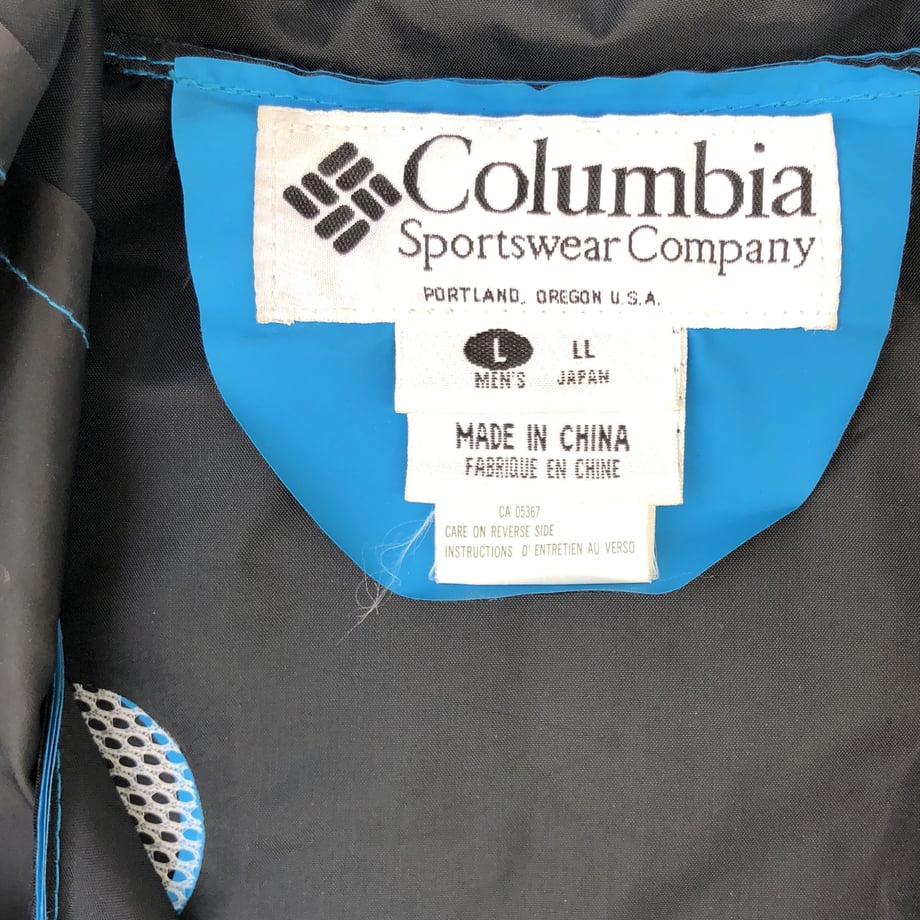 Columbia
Sportswear Company
PORTLAND, OREGON U.S.A.
L LL
MEN'S JAPAN
MADE IN CHINA
FABRIQUE EN CHINE
CA 05367
CARE ON REVERSE SIDE
INSTRUCTIONS D'ENTRETIEN AU VERSO